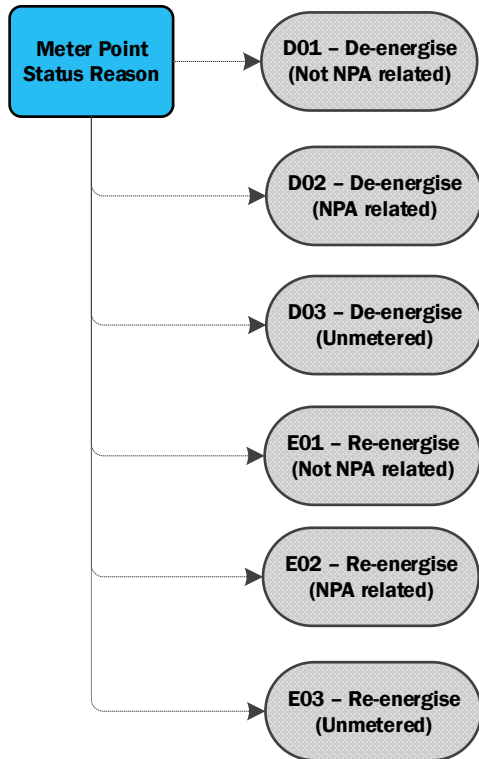 Meter Point
Status Reason
D01 – De-energise
(Not NPA related)
D02 – De-energise
(NPA related)
D03 – De-energise
(Unmetered)
E01 – Re-energise
(Not NPA related)
E02 – Re-energise
(NPA related)
E03 – Re-energise
(Unmetered)